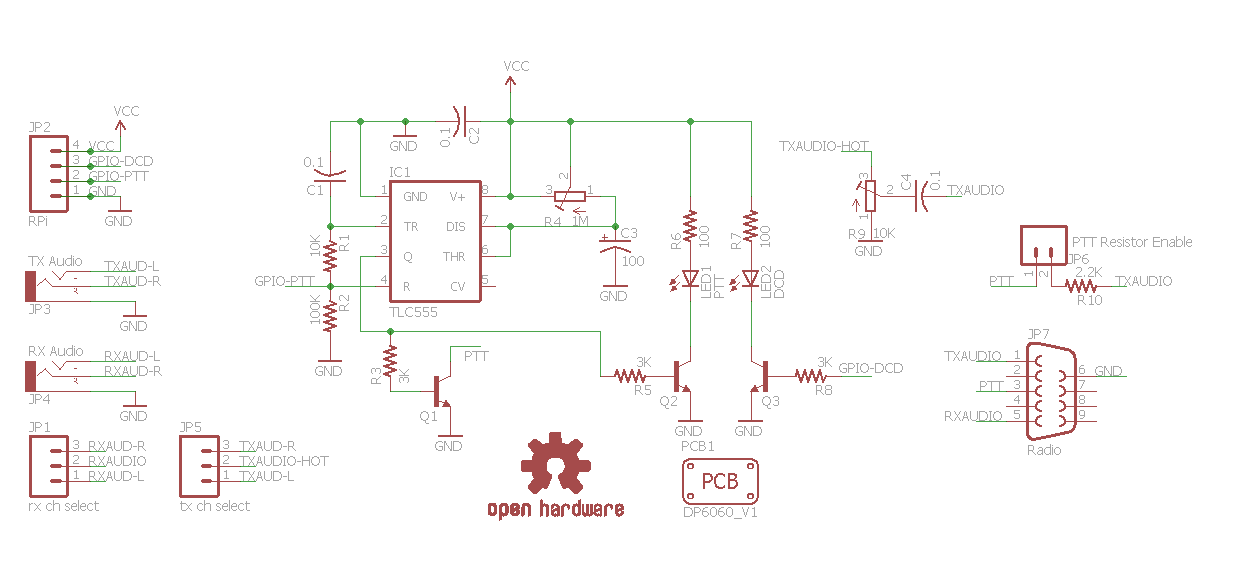 VCC
JP2
4 VCC
3 GPIO-DCD
2 GPIO-PTT
1 GND
RPi
GND
TX Audio
TXAUD-L
TXAUD-R
JP3
GND
RX Audio
RXAUD-L
RXAUD-R
JP4
GND
JP1
3 RXAUD-R
2 RXAUDIO
1 RXAUD-L
rx ch select
JP5
3 TXAUD-R
2 TXAUDIO-HOT
1 TXAUD-L
tx ch select
VCC
0.1
C2
GND
0.1
C1
IC1
1 GND V+ 8
2 TR DIS 7
3 Q THR 6
4 R CV 5
TLC555
10K
R1
GPIO-PTT
100K
R2
GND
2
3 1
R4 1M
C3
100
GND
R3
3K
PTT
Q1
GND
R6
100
LED1
PTT
R7
100
LED2
DCD
3K
R5
Q2
GND
3K
R8
GPIO-DCD
Q3
GND
PCB1
PCB
DP6060_V1
open hardware
TXAUDIO-HOT
3
2
1
R9 10K
GND
C4
0.1
TXAUDIO
PTT Resistor Enable
JP6
1 2
PTT
2.2K
R10
TXAUDIO
JP7
TXAUDIO 1
2
PTT 3
4
RXAUDIO 5
6 GND
7
8
9
Radio